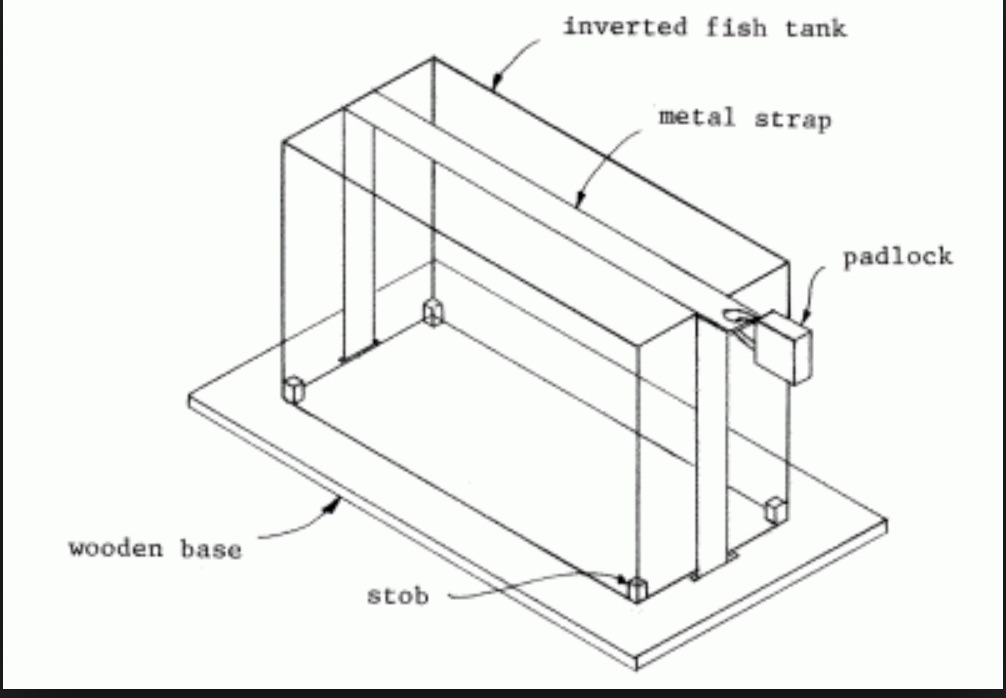 inverted fish tank
metal strap
padlock
wooden base
stob